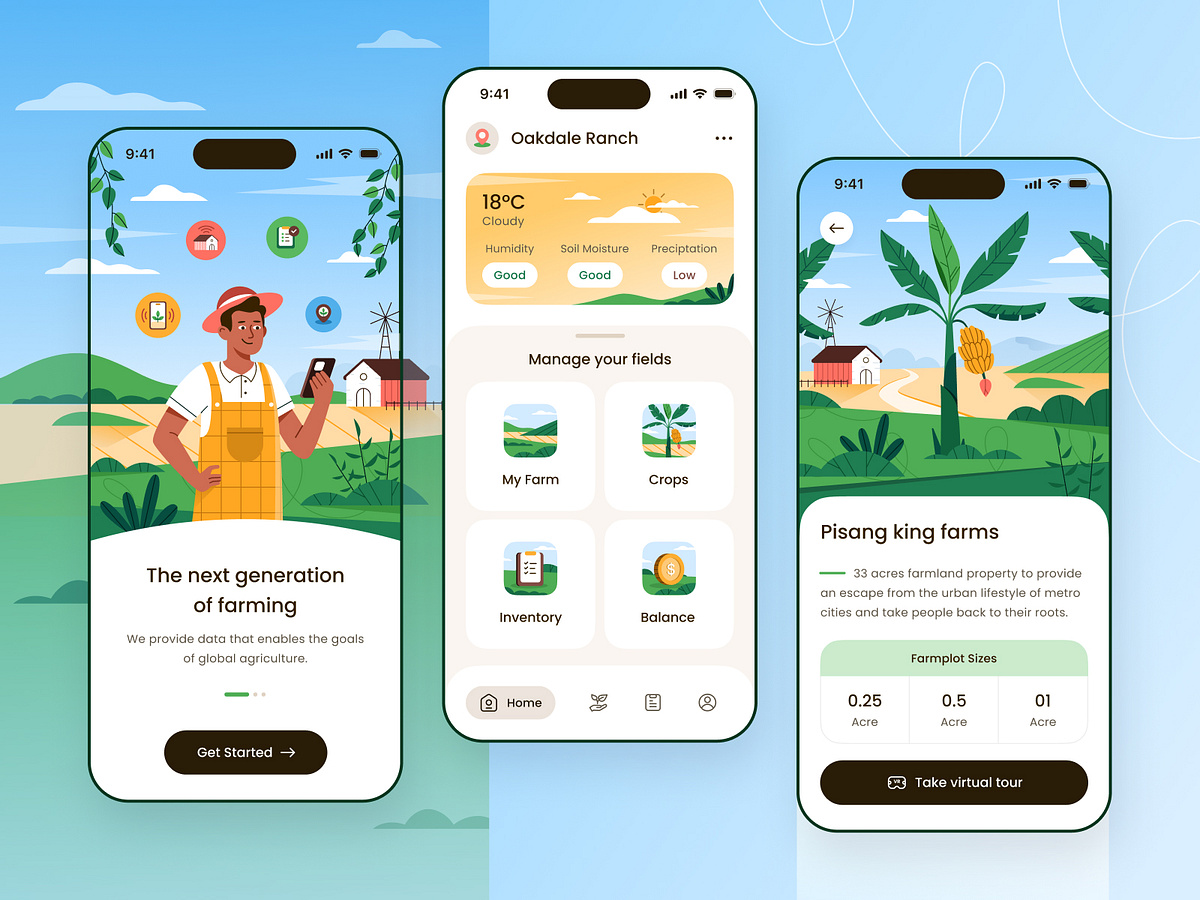 9:41
The next generation
of farming
We provide data that enables the goals
of global agriculture.
Get Started →
9:41
Oakdale Ranch
18°C
Cloudy
Humidity Soil Moisture Preciptation
Good Good Low
Manage your fields
My Farm Crops
Inventory Balance
Home
9:41
Pisang king farms
33 acres farmland property to provide
an escape from the urban lifestyle of metro
cities and take people back to their roots.
Farmplot Sizes
0.25 0.5 01
Acre Acre Acre
VR Take virtual tour